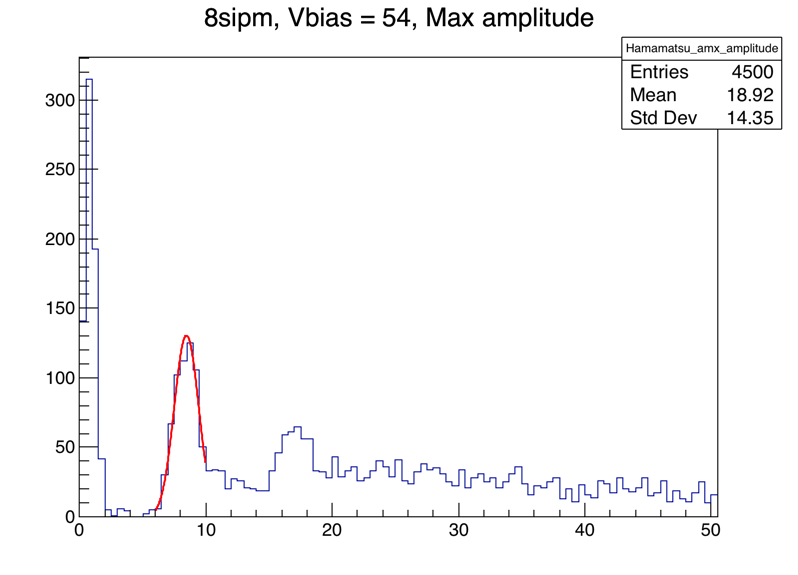 8sipm, Vbias = 54, Max amplitude
Hamamatsu_amx_amplitude
Entries 4500
Mean 18.92
Std Dev 14.35
300
250
200
150
100
50
0
0 10 20 30 40 50